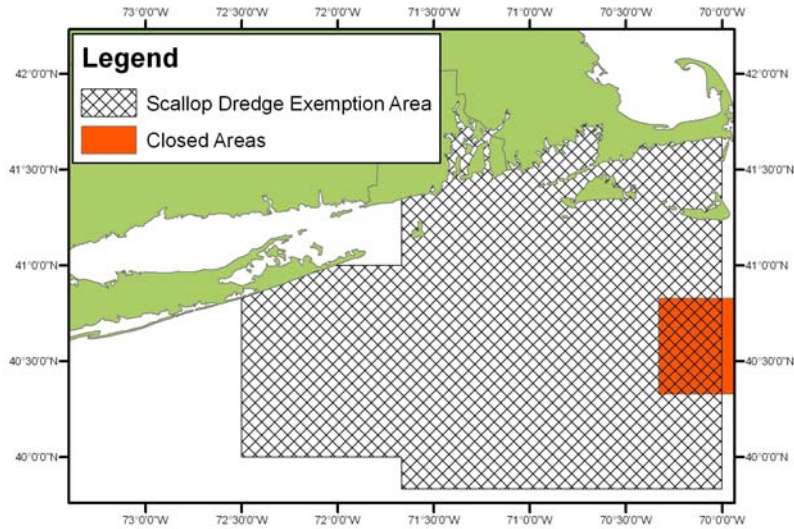 73°0'0"W 72°30'0"W 72°0'0"W 71°30'0"W 71°0'0"W 70°30'0"W 70°0'0"W
Legend
Scallop Dredge Exemption Area
Closed Areas
42°0'0"N 42°0'0"N
41°30'0"N 41°30'0"N
41°0'0"N 41°0'0"N
40°30'0"N 40°30'0"N
40°0'0"N 40°0'0"N
73°0'0"W 72°30'0"W 72°0'0"W 71°30'0"W 71°0'0"W 70°30'0"W 70°0'0"W